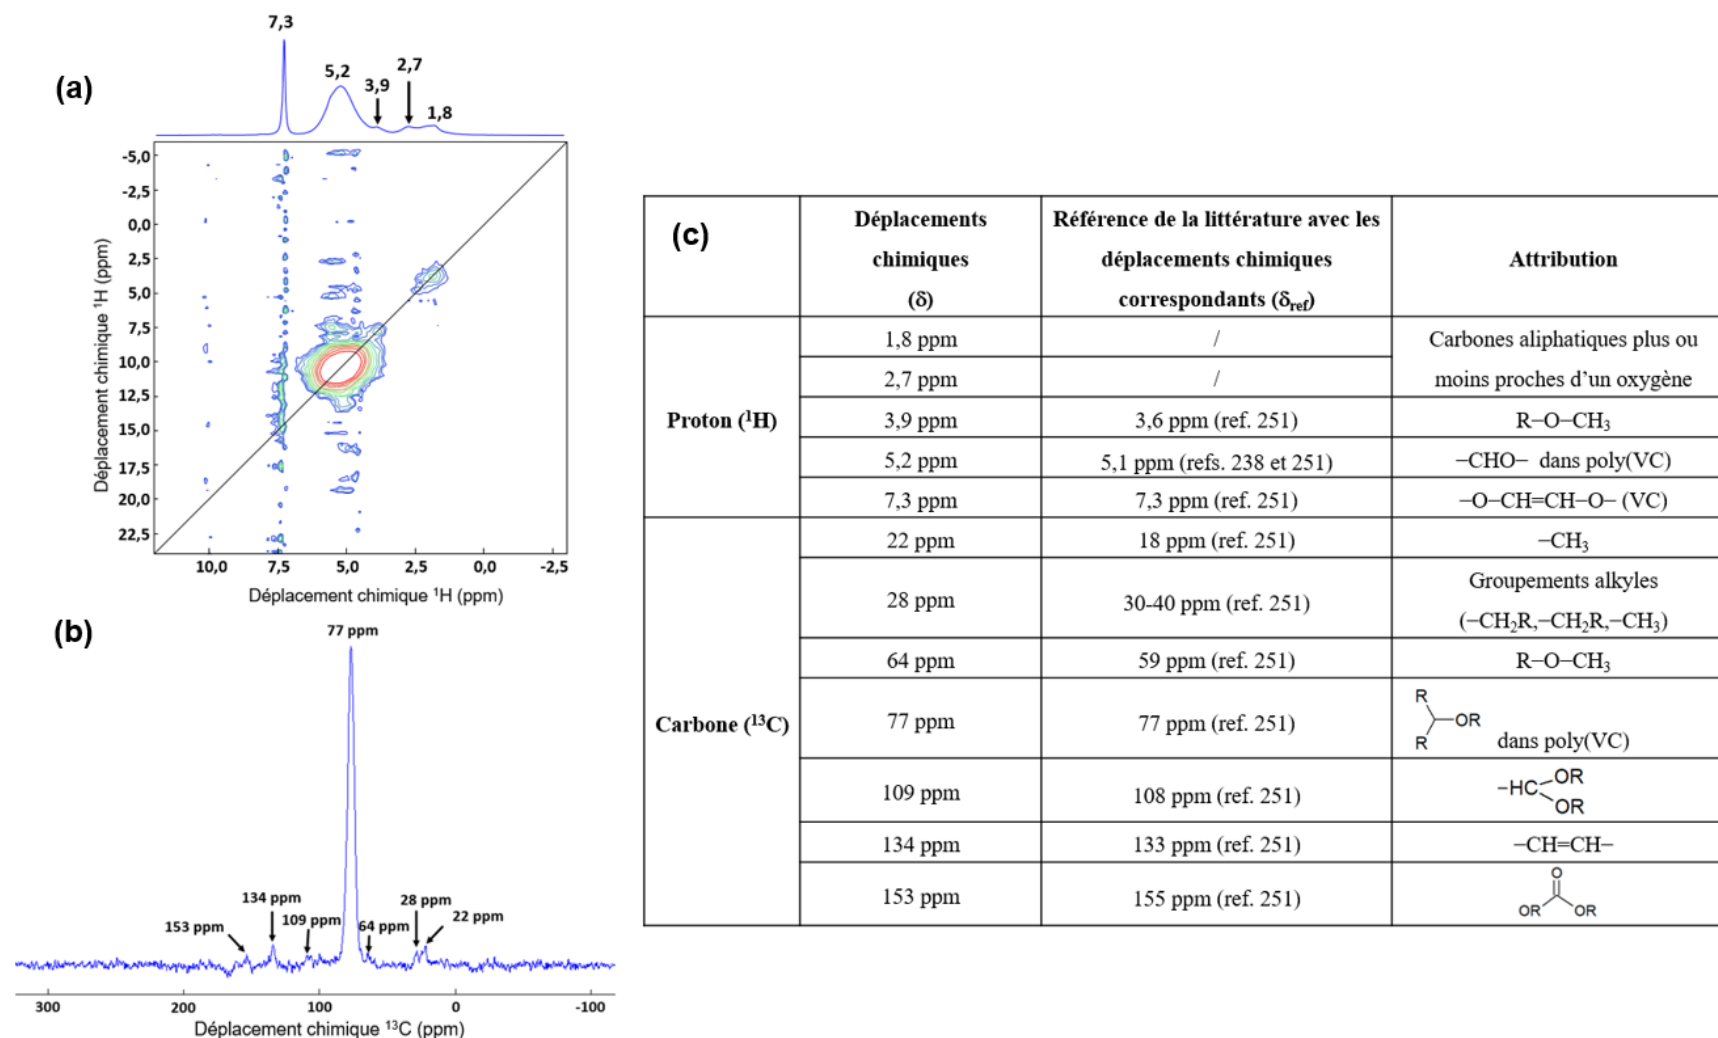 (a)
7,3
5,2
3,9
2,7
1,8
-5,0
-2,5
0,0
2,5
5,0
7,5
10,0
12,5
15,0
17,5
20,0
22,5
Déplacement chimique ¹H (ppm)
10,0 7,5 5,0 2,5 0,0 -2,5
Déplacement chimique ¹H (ppm)
(b)
77 ppm
153 ppm
134 ppm
109 ppm
64 ppm
28 ppm
22 ppm
300 200 100 0 -100
Déplacement chimique ¹³C (ppm)
(c)
Déplacements
chimiques
(δ)
Référence de la littérature avec les
déplacements chimiques
correspondants (δref)
Attribution
Proton (¹H)
1,8 ppm /
Carbones aliphatiques plus ou
2,7 ppm /
moins proches d’un oxygène
3,9 ppm 3,6 ppm (ref. 251) R−O−CH₃
5,2 ppm 5,1 ppm (refs. 238 et 251) −CHO− dans poly(VC)
7,3 ppm 7,3 ppm (ref. 251) −O−CH=CH−O− (VC)
Carbone (¹³C)
22 ppm 18 ppm (ref. 251) −CH₃
28 ppm 30-40 ppm (ref. 251)
Groupements alkyles
(−CH₂R,−CH₂R,−CH₃)
64 ppm 59 ppm (ref. 251) R−O−CH₃
77 ppm 77 ppm (ref. 251)
R
OR
R
dans poly(VC)
109 ppm 108 ppm (ref. 251)
OR
−HC
OR
134 ppm 133 ppm (ref. 251) −CH=CH−
153 ppm 155 ppm (ref. 251)
O
OR OR